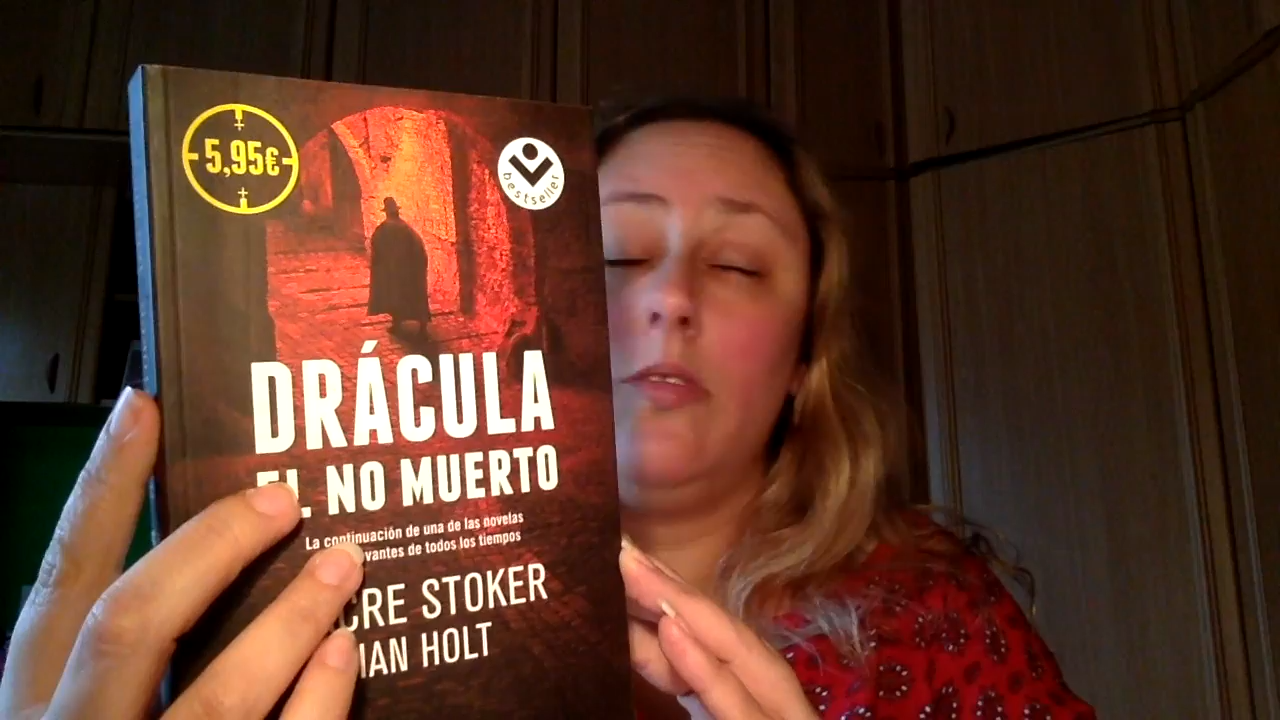 5,95€
bestseller
DRÁCULA
EL NO MUERTO
La continuación de una de las novelas
de todos los tiempos
STOKER
HOLT